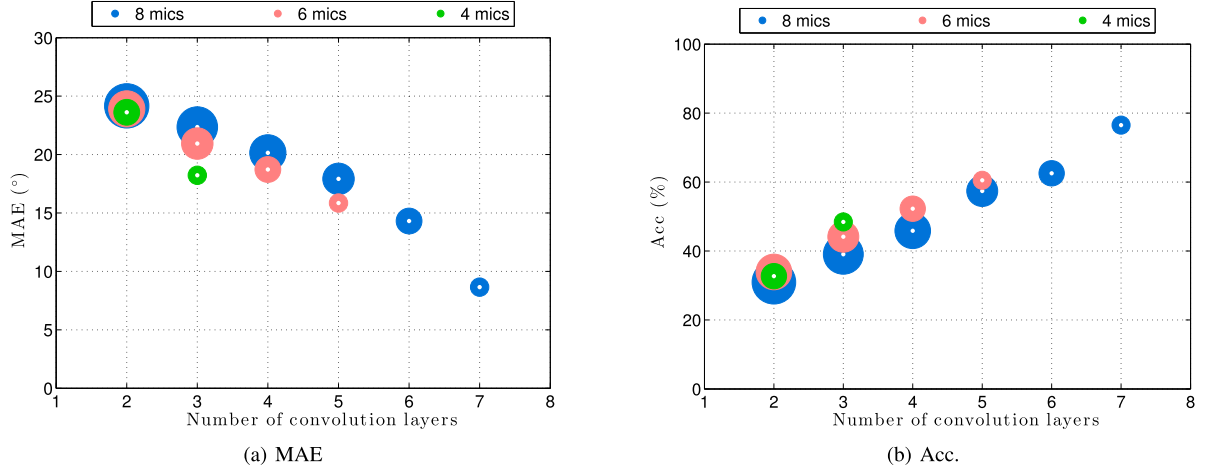 8 mics 6 mics 4 mics
30
25
20
15
10
5
0
MAE (°)
1 2 3 4 5 6 7 8
Number of convolution layers
(a) MAE
8 mics 6 mics 4 mics
100
80
60
40
20
0
Acc (%)
1 2 3 4 5 6 7 8
Number of convolution layers
(b) Acc.